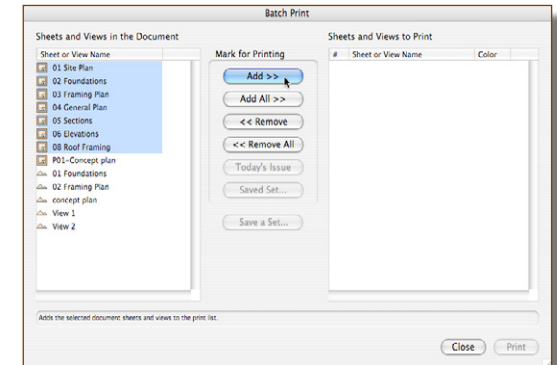 Batch Print
Sheets and Views in the Document
Sheet or View Name
01 Site Plan
02 Foundations
03 Framing Plan
04 General Plan
05 Sections
06 Elevations
08 Roof Framing
P01-Concept plan
01 Foundations
02 Framing Plan
concept plan
View 1
View 2
Mark for Printing
Add >>
Add All >>
<< Remove
<< Remove All
Today's Issue
Saved Set...
Save a Set...
Sheets and Views to Print
# Sheet or View Name Color
Adds the selected document sheets and views to the print list.
Close Print